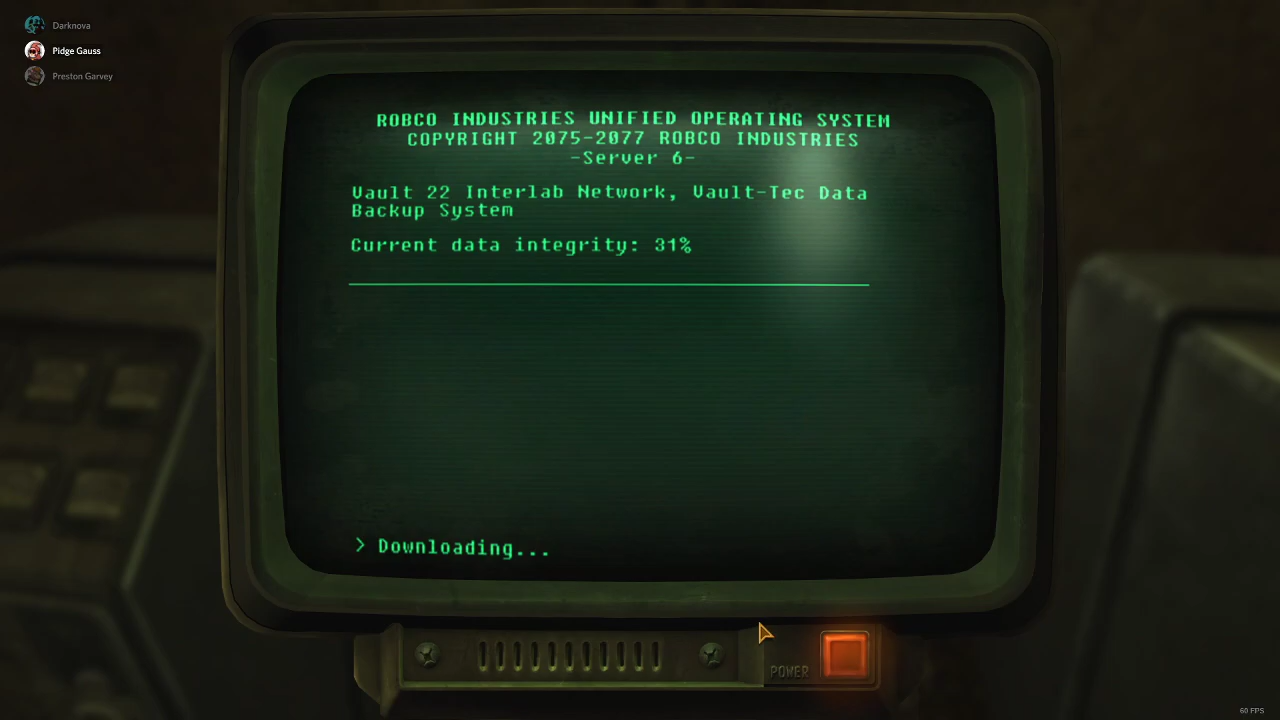 Darknova
Pidge Gauss
Preston Garvey
ROBCO INDUSTRIES UNIFIED OPERATING SYSTEM
COPYRIGHT 2075-2077 ROBCO INDUSTRIES
-Server 6-
Vault 22 Interlab Network, Vault-Tec Data
Backup System
Current data integrity: 31%
> Downloading...
POWER
60 FPS